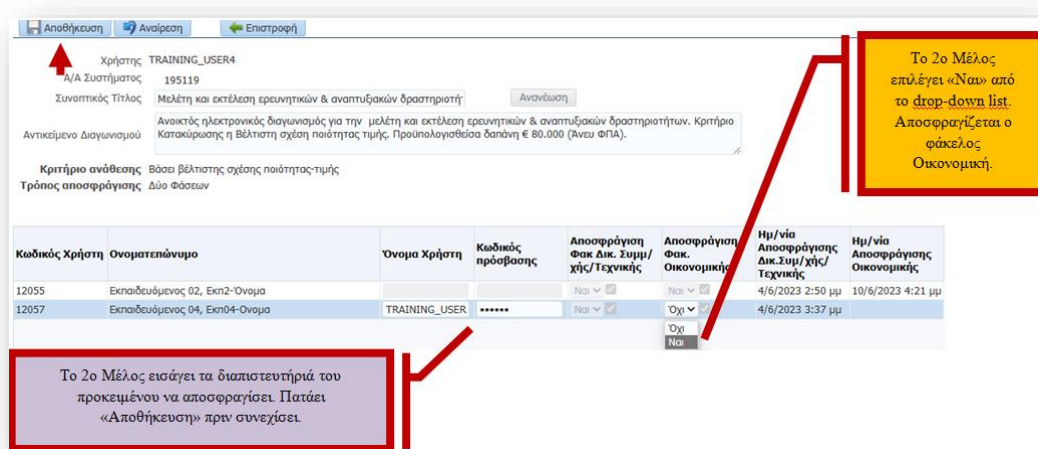 Αποθήκευση Αναίρεση Επιστροφή
Χρήστης TRAINING_USER4
Α/Α Συστήματος 195119
Συνοπτικός Τίτλος Μελέτη και εκτέλεση ερευνητικών & αναπτυξιακών δραστηριοτή Ανανέωση
Αντικείμενο Διαγωνισμού Ανοικτός ηλεκτρονικός διαγωνισμός για την μελέτη και εκτέλεση ερευνητικών & αναπτυξιακών δραστηριοτήτων. Κριτήριο
Κατακύρωσης η Βέλτιστη σχέση ποιότητας τιμής. Προϋπολογισθείσα δαπάνη € 80.000 (Άνευ ΦΠΑ).
Κριτήριο ανάθεσης Βάσει βέλτιστης σχέσης ποιότητας-τιμής
Τρόπος αποσφράγισης Δύο Φάσεων
Το 2ο Μέλος
επιλέγει «Ναι» από
το drop-down list.
Αποσφραγίζεται ο
φάκελος
Οικονομική.
Κωδικός Χρήστη Ονοματεπώνυμο Όνομα Χρήστη Κωδικός πρόσβασης Αποσφράγιση Φακ Δικ. Συμμ/χής/Τεχνικής Αποσφράγιση Φακ. Οικονομικής Ημ/νία Αποσφράγισης Δικ.Συμ/χής/Τεχνικής Ημ/νία Αποσφράγισης Οικονομικής
12055 Εκπαιδευόμενος 02, Εκπ2-Όνομα Ναι Ναι 4/6/2023 2:50 μμ 10/6/2023 4:21 μμ
12057 Εκπαιδευόμενος 04, Εκπ04-Ονομα TRAINING_USER •••••• Ναι Όχι 4/6/2023 3:37 μμ
Όχι
Ναι
Το 2ο Μέλος εισάγει τα διαπιστευτήριά του
προκειμένου να αποσφραγίσει. Πατάει
«Αποθήκευση» πριν συνεχίσει.